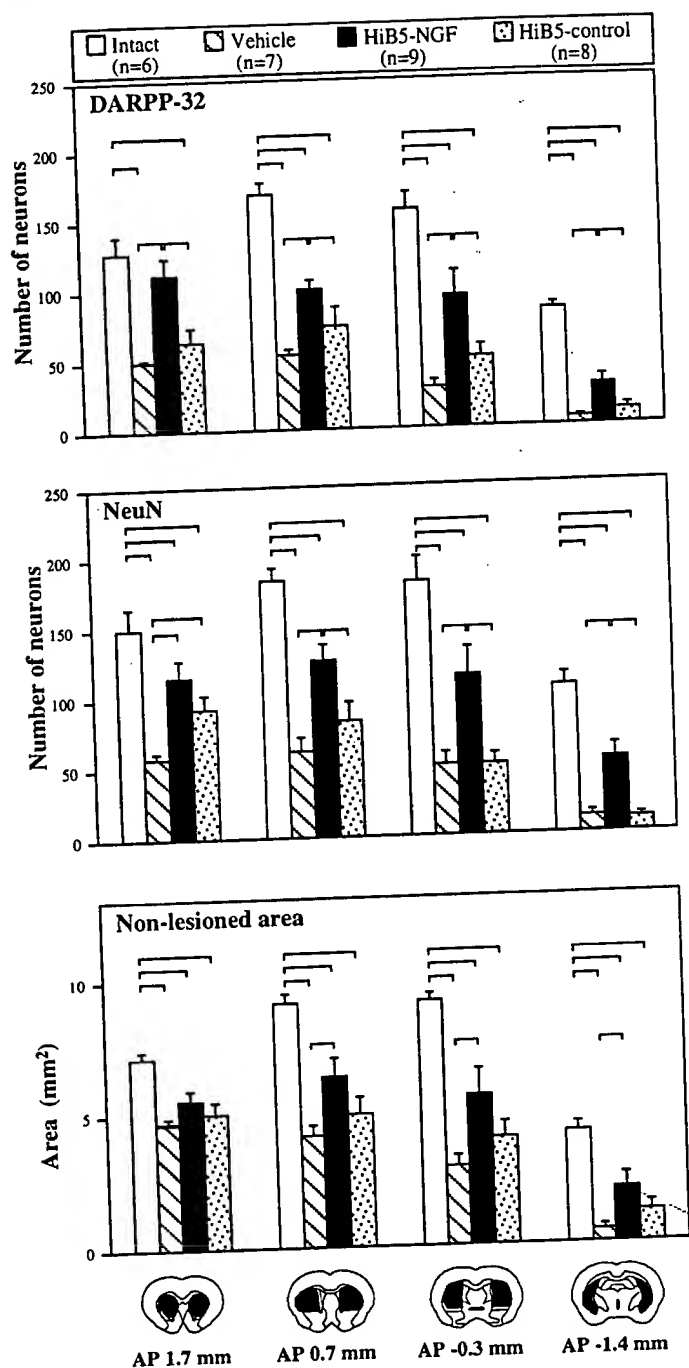 Intact Vehicle HiB5-NGF HiB5-control
(n=6) (n=7) (n=9) (n=8)
DARPP-32
Number of neurons
250
200
150
100
50
0
NeuN
Number of neurons
250
200
150
100
50
0
Non-lesioned area
Area (mm²)
10
5
0
AP 1.7 mm AP 0.7 mm AP -0.3 mm AP -1.4 mm